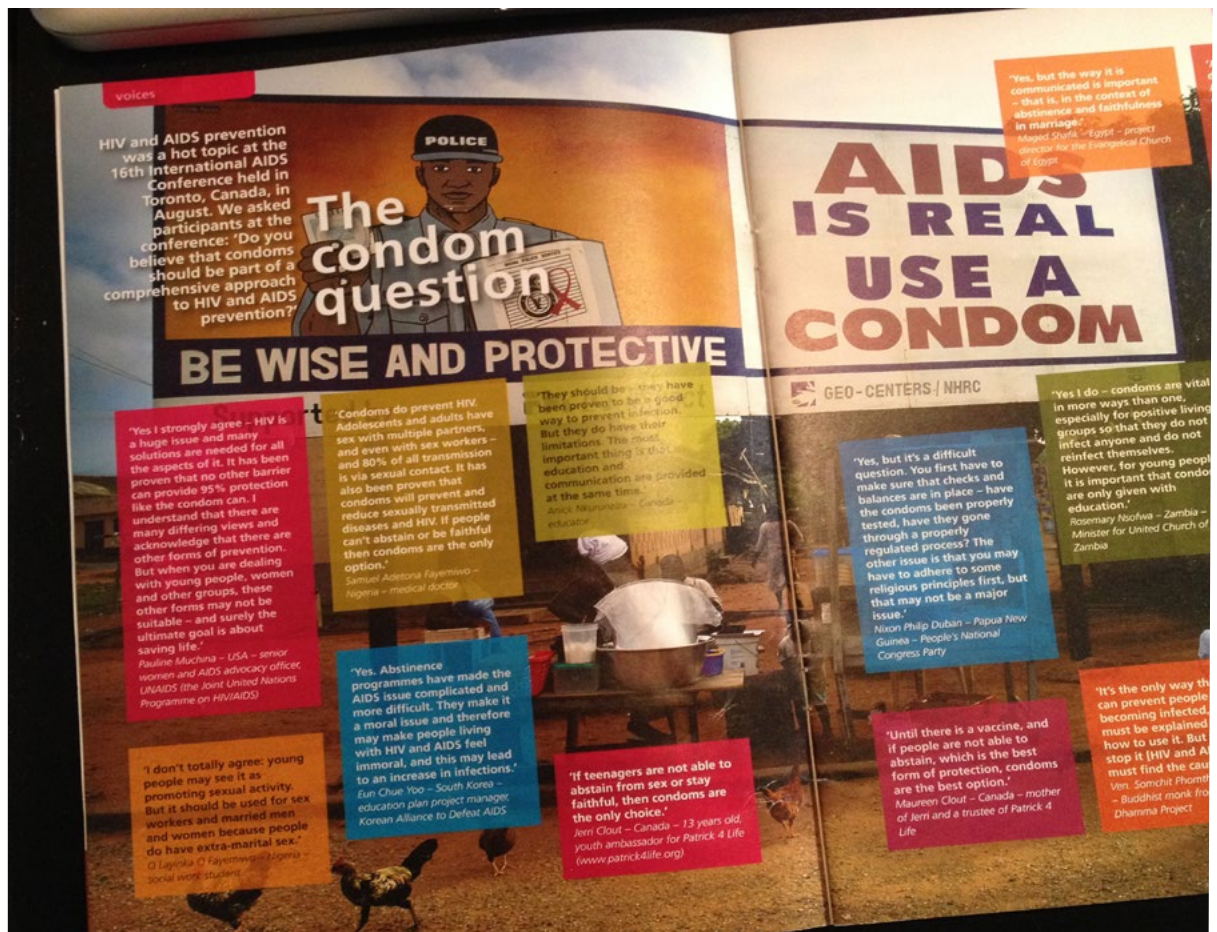 voices
HIV and AIDS prevention
was a hot topic at the
16th International AIDS
Conference held in
Toronto, Canada, in
August. We asked
participants at the
conference: 'Do you
believe that condoms
should be part of a
comprehensive approach
to HIV and AIDS
prevention?'
POLICE
The
condom
question
BE WISE AND PROTECTIVE
AIDS
IS REAL
USE A
CONDOM
GEO-CENTERS / NHRC
'Yes, but the way it is
communicated is important
– that is, in the context of
abstinence and faithfulness
in marriage.'
Maged Shafik – Egypt – project
director for the Evangelical Church
of Egypt
'Yes I strongly agree – HIV is
a huge issue and many
solutions are needed for all
the aspects of it. It has been
proven that no other barrier
can provide 95% protection
like the condom can. I
understand that there are
many differing views and
acknowledge that there are
other forms of prevention.
But when you are dealing
with young people, women
and other groups, these
other forms may not be
suitable – and surely the
ultimate goal is about
saving life.'
Pauline Muchina – USA – senior
women and AIDS advocacy officer,
UNAIDS (the Joint United Nations
Programme on HIV/AIDS)
'Condoms do prevent HIV.
Adolescents and adults have
sex with multiple partners,
and even with sex workers –
and 80% of all transmission
is via sexual contact. It has
also been proven that
condoms will prevent and
reduce sexually transmitted
diseases and HIV. If people
can't abstain or be faithful
then condoms are the only
option.'
Samuel Adetona Fayemiwo –
Nigeria – medical doctor
'They should be – they have
been proven to be a good
way to prevent infection.
But they do have their
limitations. The most
important thing is that
education and
communication are provided
at the same time.'
Anick – Canada –
educator
'Yes, but it's a difficult
question. You first have to
make sure that checks and
balances are in place – have
the condoms been properly
tested, have they gone
through a properly
regulated process? The
other issue is that you may
have to adhere to some
religious principles first, but
that may not be a major
issue.'
Nixon Philip Duban – Papua New
Guinea – People's National
Congress Party
'Yes I do – condoms are vital
in more ways than one,
especially for positive living
groups so that they do not
infect anyone and do not
reinfect themselves.
However, for young peopl
it is important that condo
are only given with
education.'
Rosemary Nsofwa – Zambia –
Minister for United Church of
Zambia
'I don't totally agree: young
people may see it as
promoting sexual activity.
But it should be used for sex
workers and married men
and women because people
do have extra-marital sex.'
O Fayemiwo – Nigeria –
social work student
'Yes. Abstinence
programmes have made the
AIDS issue complicated and
more difficult. They make it
a moral issue and therefore
may make people living
with HIV and AIDS feel
immoral, and this may lead
to an increase in infections.'
Eun Chue Yoo – South Korea –
education plan project manager,
Korean Alliance to Defeat AIDS
'If teenagers are not able to
abstain from sex or stay
faithful, then condoms are
the only choice.'
Jerri Clout – Canada – 13 years old,
youth ambassador for Patrick 4 Life
(www.patrick4life.org)
'Until there is a vaccine, and
if people are not able to
abstain, which is the best
form of protection, condoms
are the best option.'
Maureen Clout – Canada – mother
of Jerri and a trustee of Patrick 4
Life
'It's the only way th
can prevent people
becoming infected,
must be explained
how to use it. But
stop it [HIV and A
must find the cau
Ven. Somchit Phomth
– Buddhist monk fro
Dhamma Project